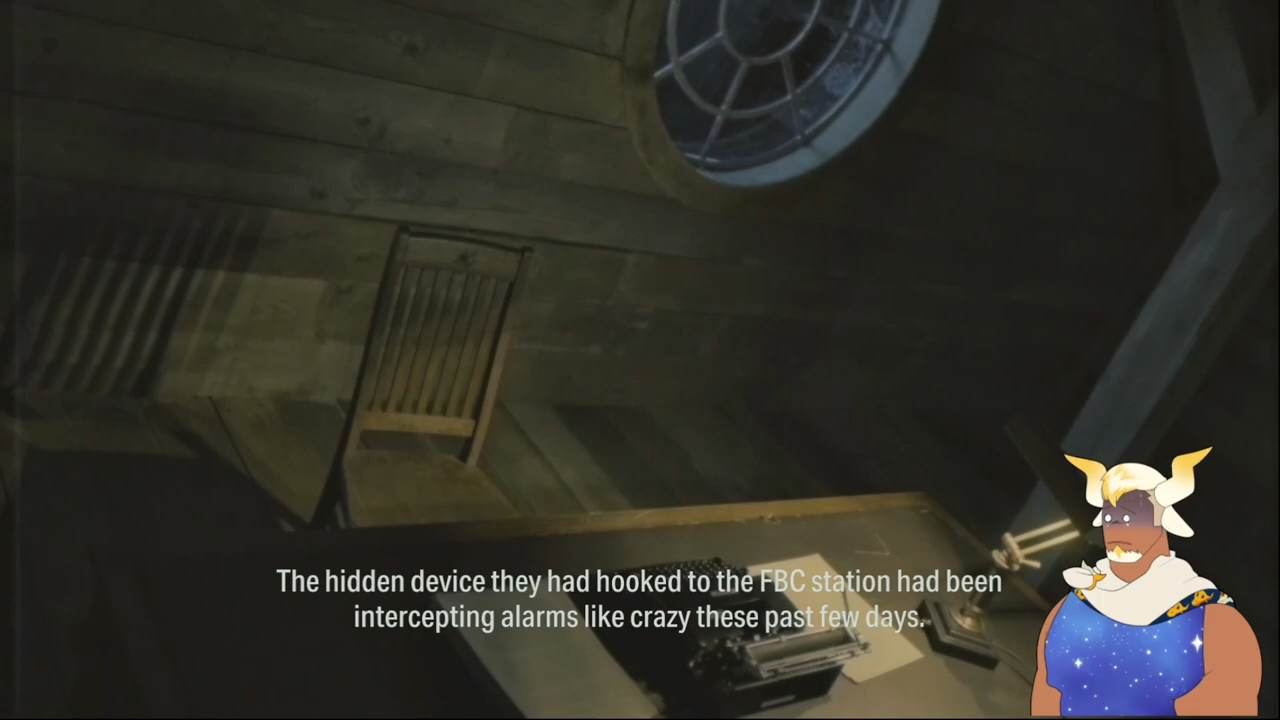 The hidden device they had hooked to the FBC station had been
intercepting alarms like crazy these past few days.